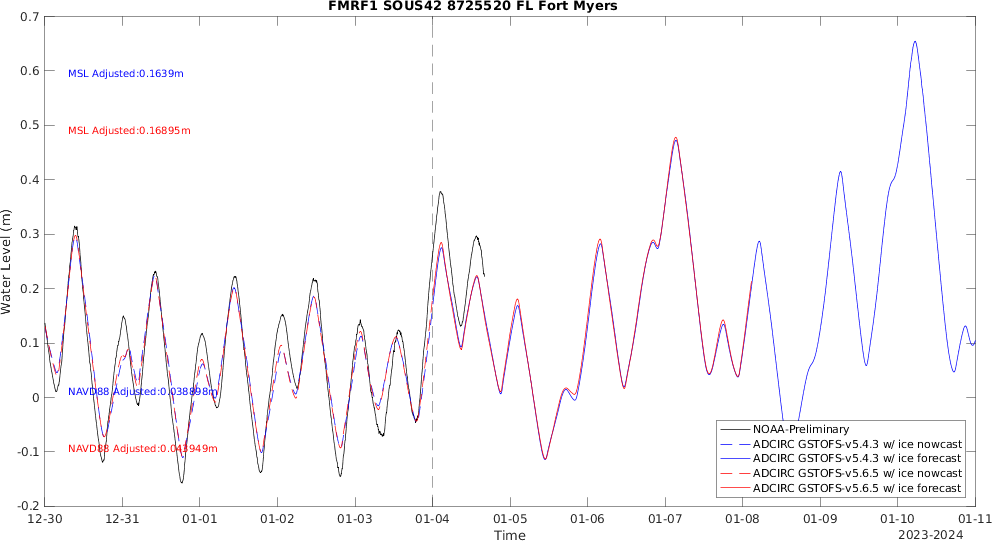 FMRF1 SOUS42 8725520 FL Fort Myers
0.7
0.6
0.5
0.4
0.3
0.2
0.1
0
-0.1
-0.2
Water Level (m)
MSL Adjusted:0.1639m
MSL Adjusted:0.16895m
NAVD88 Adjusted:0.038898m
NAVD88 Adjusted:0.043949m
NOAA-Preliminary
ADCIRC GSTOFS-v5.4.3 w/ ice nowcast
ADCIRC GSTOFS-v5.4.3 w/ ice forecast
ADCIRC GSTOFS-v5.6.5 w/ ice nowcast
ADCIRC GSTOFS-v5.6.5 w/ ice forecast
12-30 12-31 01-01 01-02 01-03 01-04 01-05 01-06 01-07 01-08 01-09 01-10 01-11
Time
2023-2024